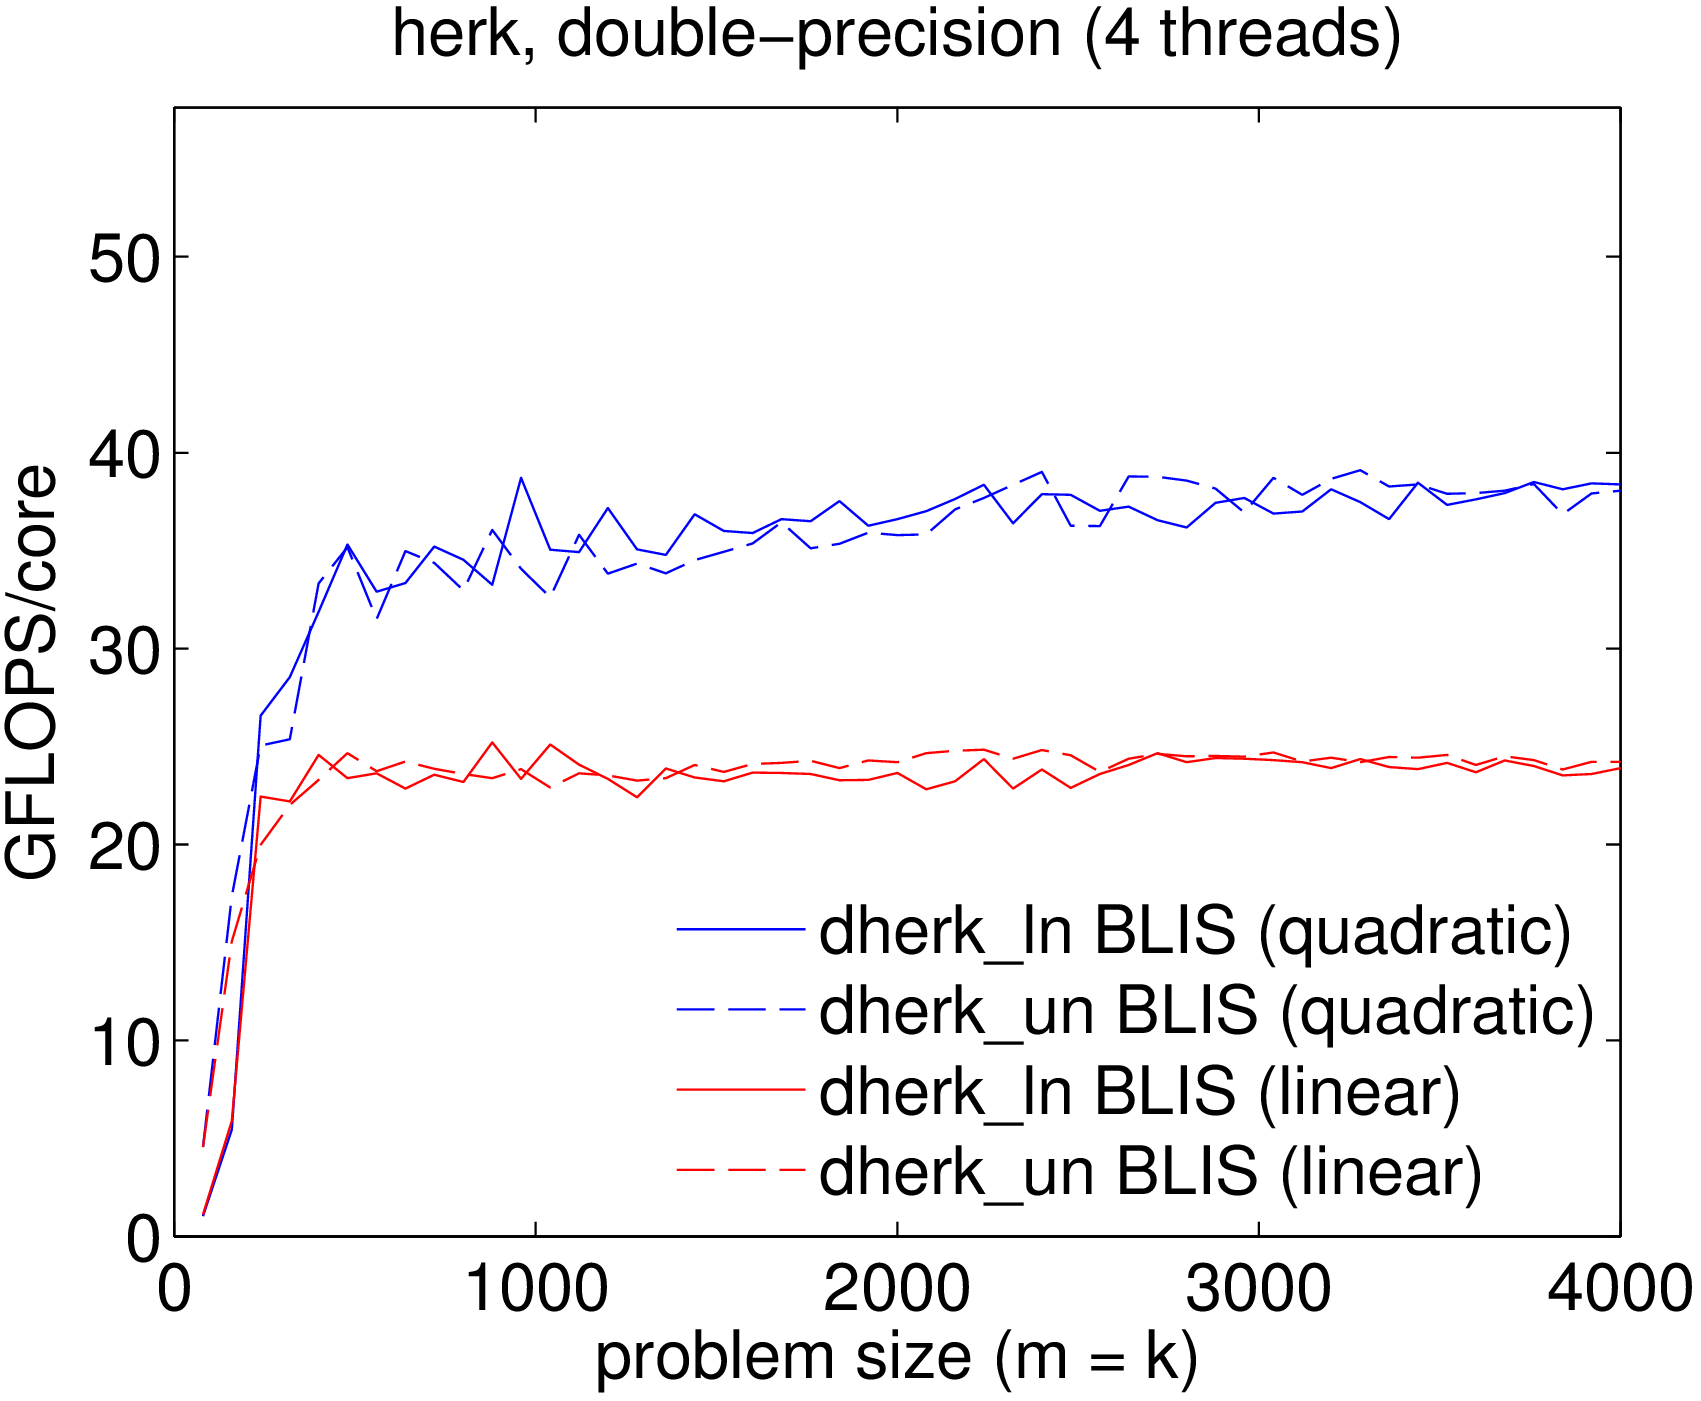 herk, double−precision (4 threads)
50
40
30
20
10
0
GFLOPS/core
dherk_ln BLIS (quadratic)
dherk_un BLIS (quadratic)
dherk_ln BLIS (linear)
dherk_un BLIS (linear)
0 1000 2000 3000 4000
problem size (m = k)